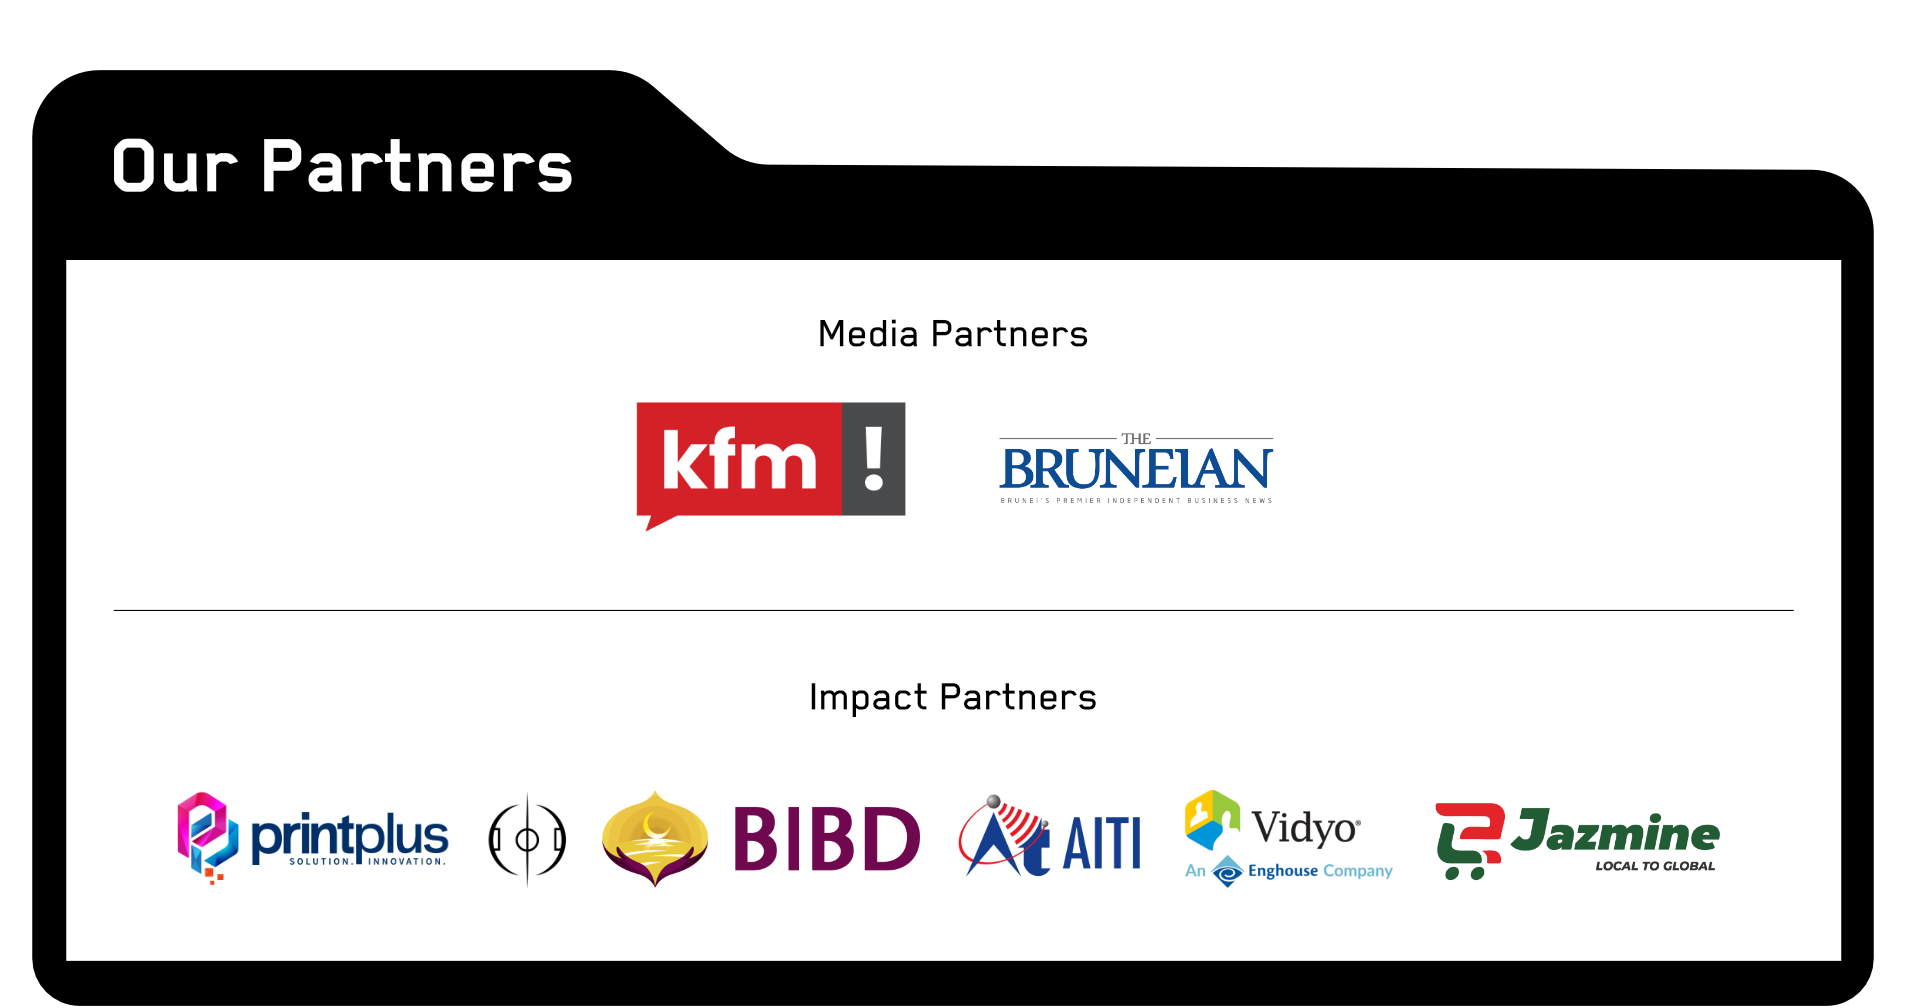 Our Partners
Media Partners
kfm!
THE
BRUNEIAN
BRUNEI'S PREMIER INDEPENDENT BUSINESS NEWS
Impact Partners
printplus
SOLUTION. INNOVATION.
BIBD
At AITI
Vidyo®
An Enghouse Company
Jazmine
LOCAL TO GLOBAL